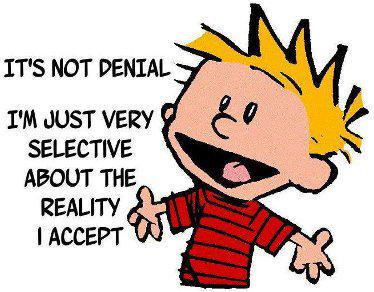 IT'S NOT DENIAL
I'M JUST VERY
SELECTIVE
ABOUT THE
REALITY
I ACCEPT